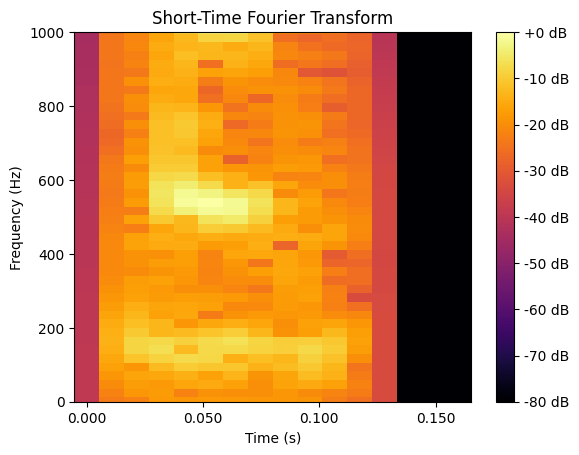 Short-Time Fourier Transform
1000
800
600
400
200
0
Frequency (Hz)
0.000
0.050
0.100
0.150
Time (s)
+0 dB
-10 dB
-20 dB
-30 dB
-40 dB
-50 dB
-60 dB
-70 dB
-80 dB